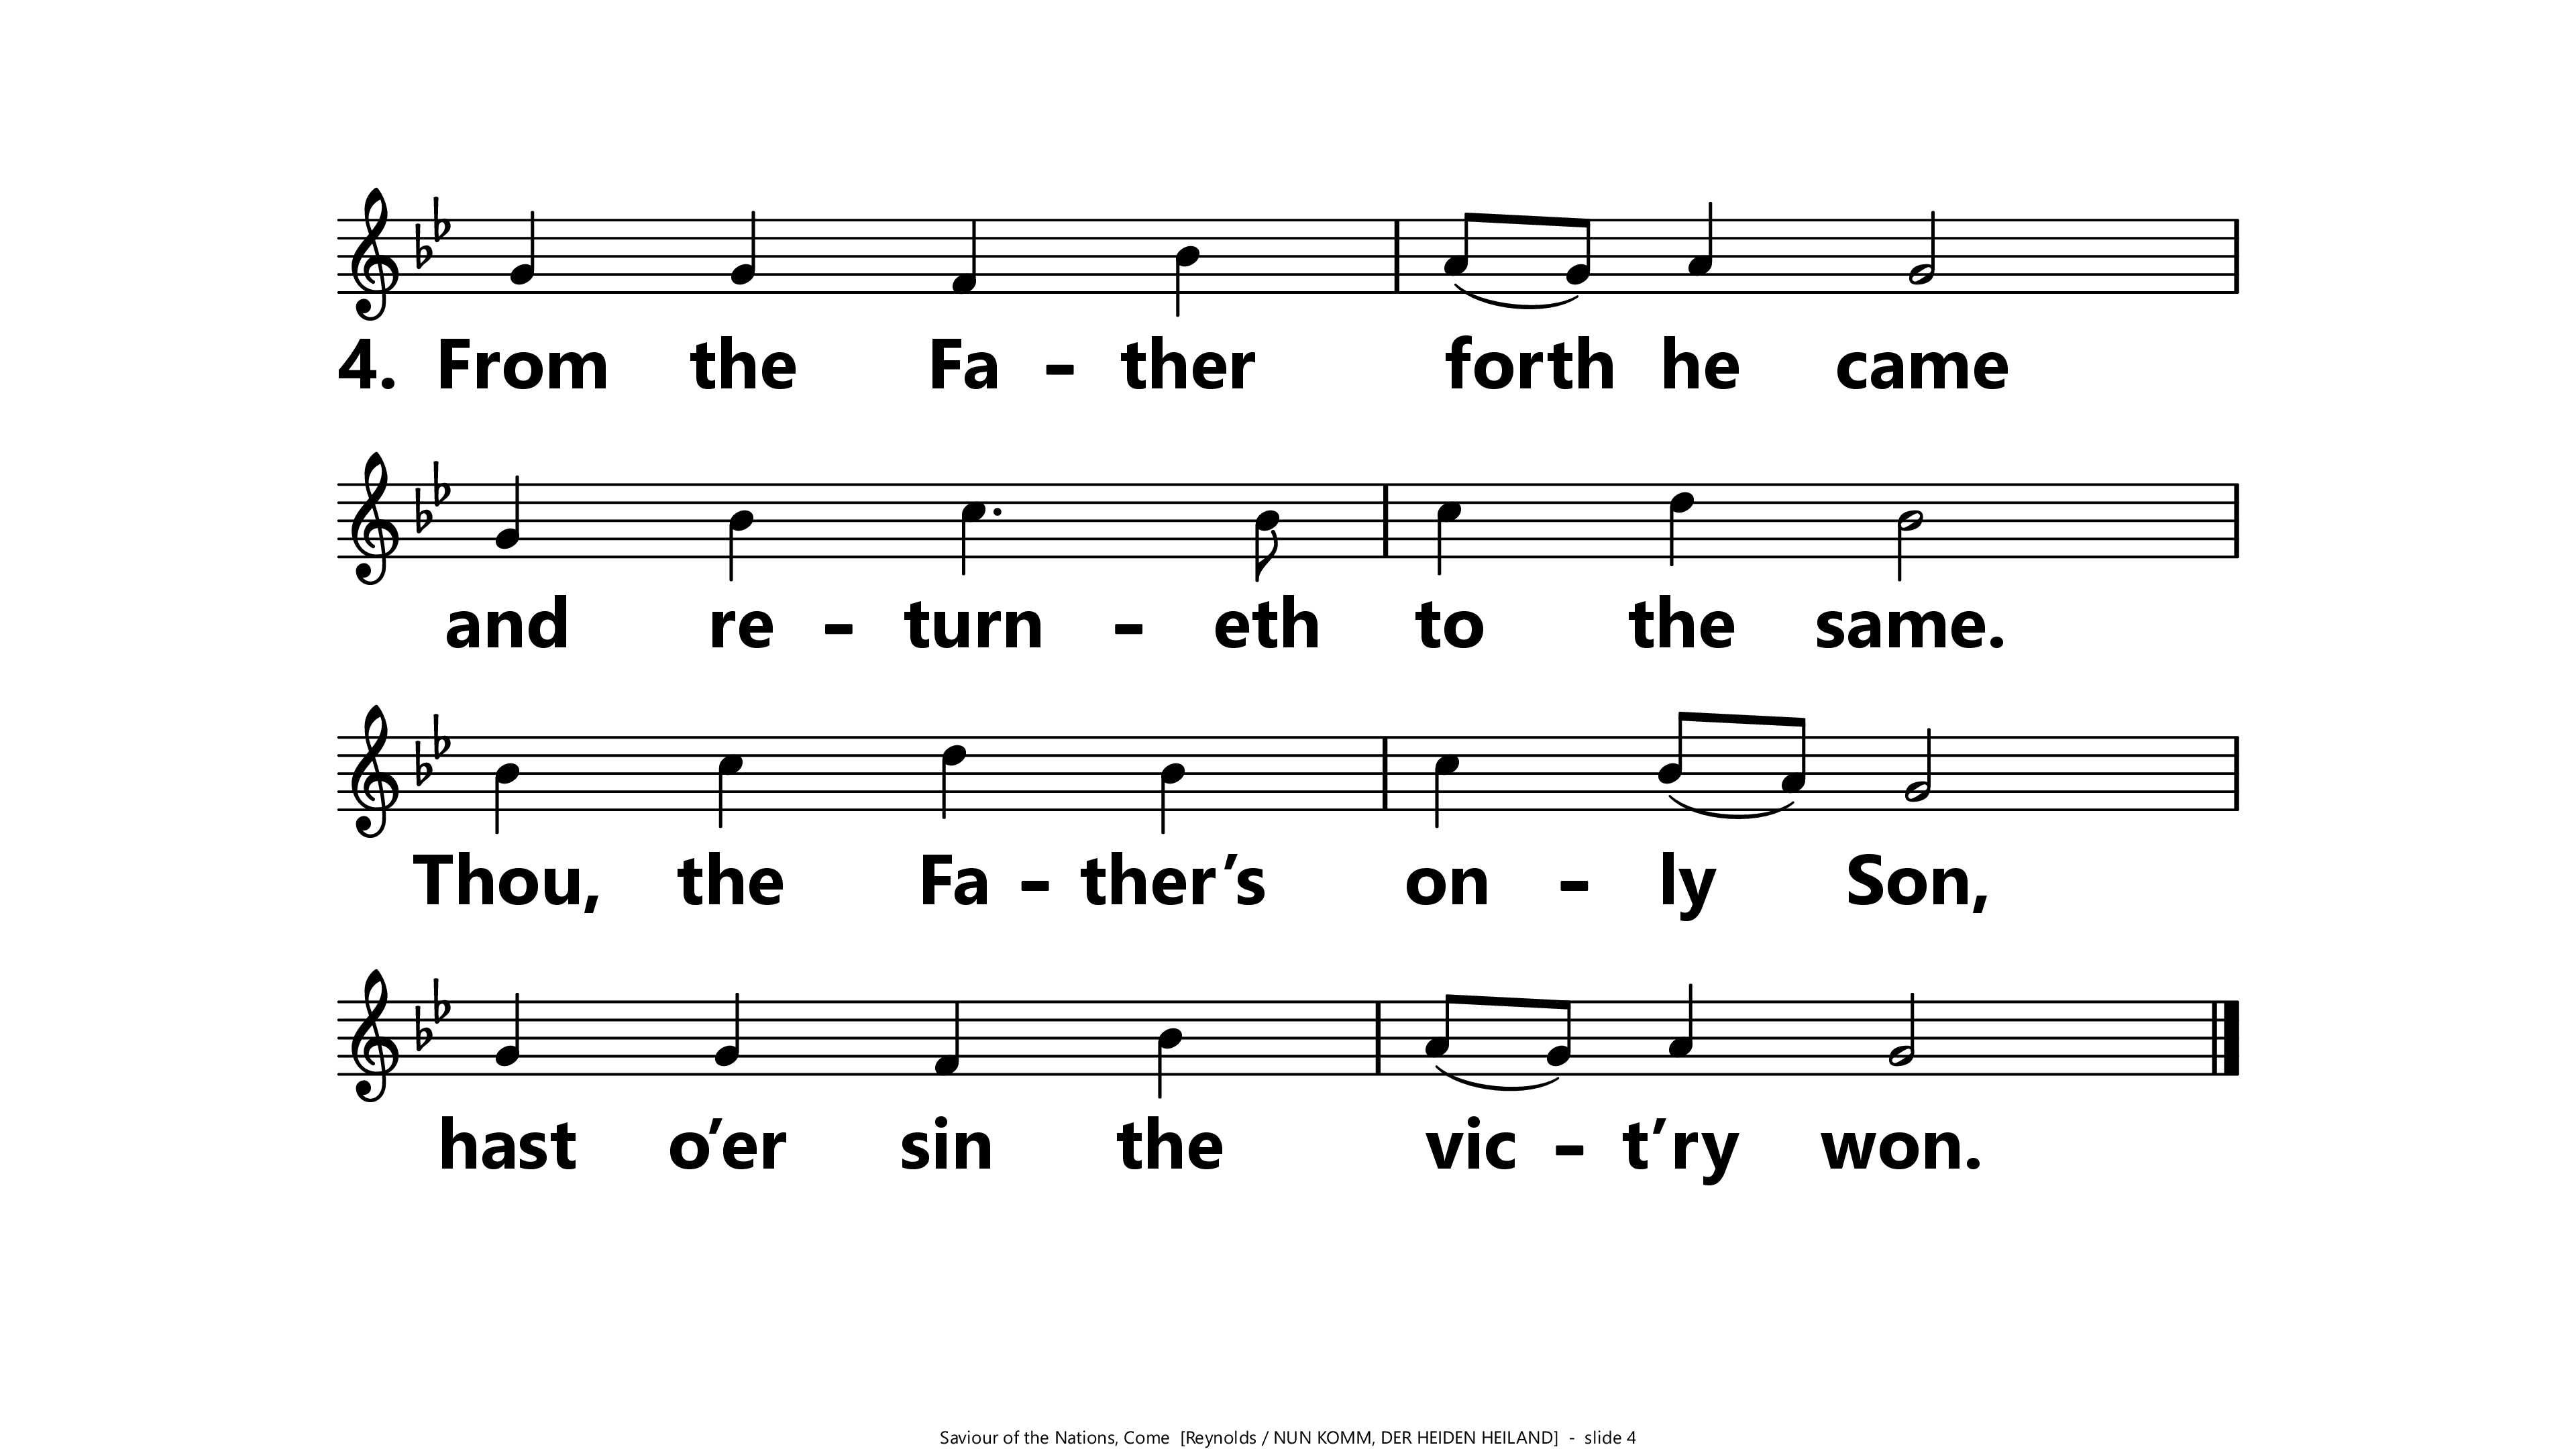 4. From the Fa - ther forth he came
and re - turn - eth to the same.
Thou, the Fa - ther’s on - ly Son,
hast o’er sin the vic - t’ry won.
Saviour of the Nations, Come [Reynolds / NUN KOMM, DER HEIDEN HEILAND] - slide 4